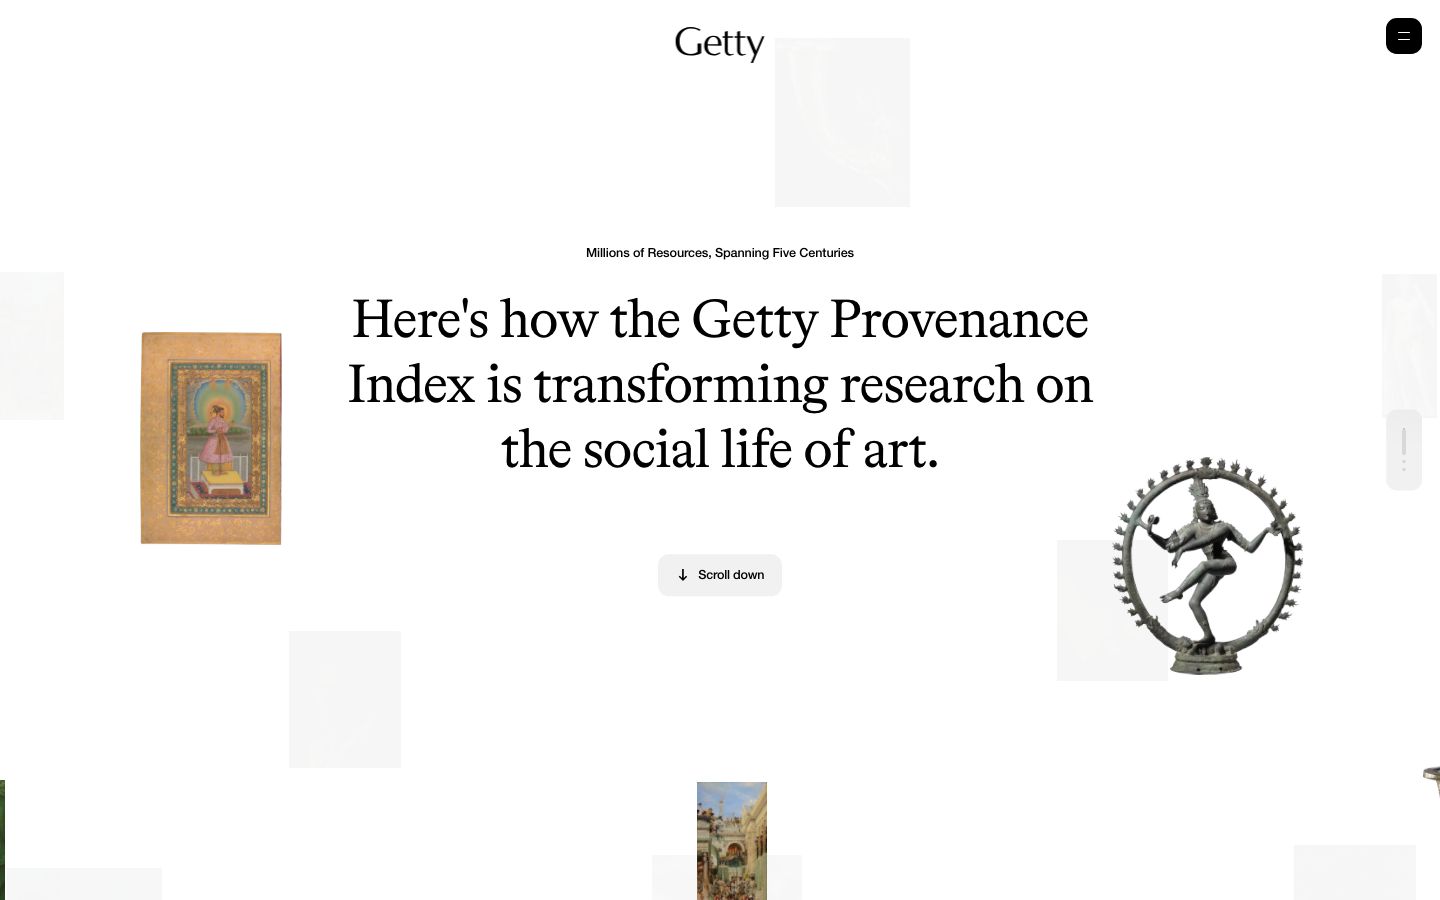 Getty
Millions of Resources, Spanning Five Centuries
Here's how the Getty Provenance
Index is transforming research on
the social life of art.
Scroll down